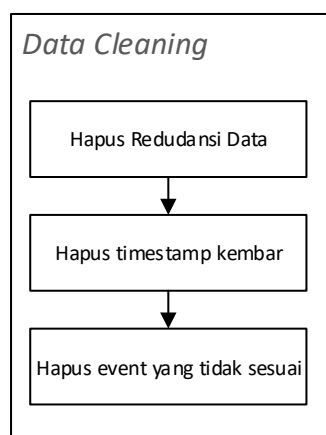 Data Cleaning
Hapus Redudansi Data
Hapus timestamp kembar
Hapus event yang tidak sesuai